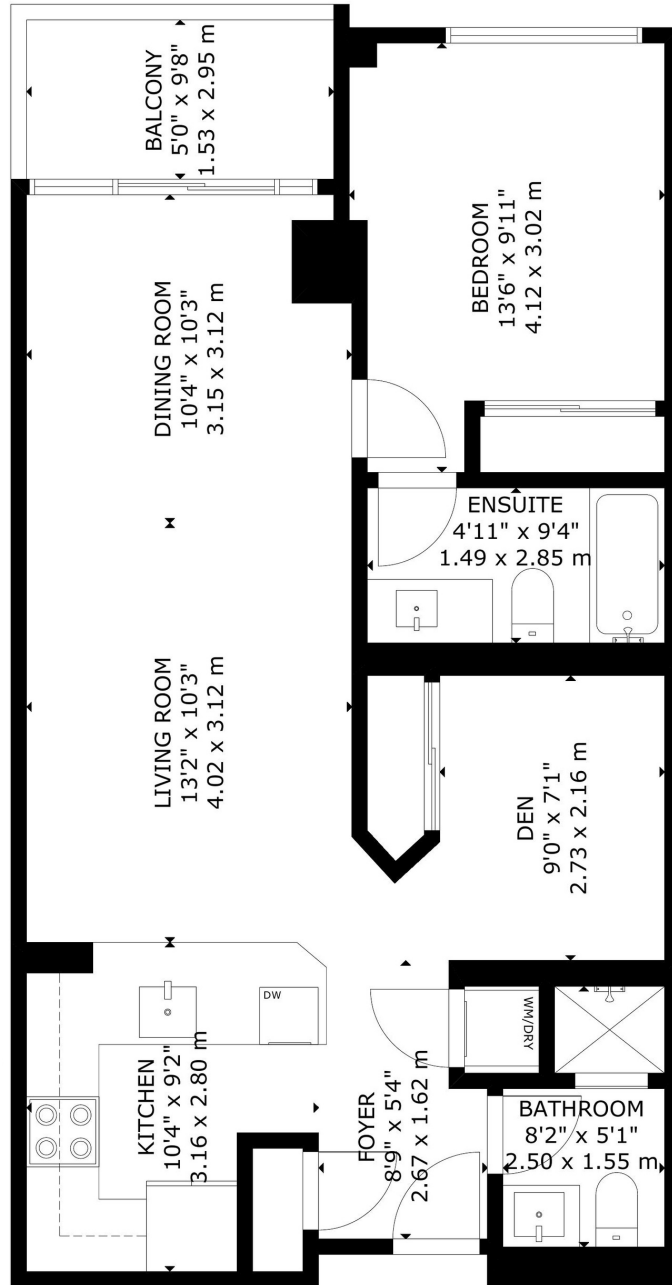 BALCONY
5'0" x 9'8"
1.53 x 2.95 m
BEDROOM
13'6" x 9'11"
4.12 x 3.02 m
DINING ROOM
10'4" x 10'3"
3.15 x 3.12 m
ENSUITE
4'11" x 9'4"
1.49 x 2.85 m
LIVING ROOM
13'2" x 10'3"
4.02 x 3.12 m
DEN
9'0" x 7'1"
2.73 x 2.16 m
DW
WM/DRY
KITCHEN
10'4" x 9'2"
3.16 x 2.80 m
FOYER
8'9" x 5'4"
2.67 x 1.62 m
BATHROOM
8'2" x 5'1"
2.50 x 1.55 m